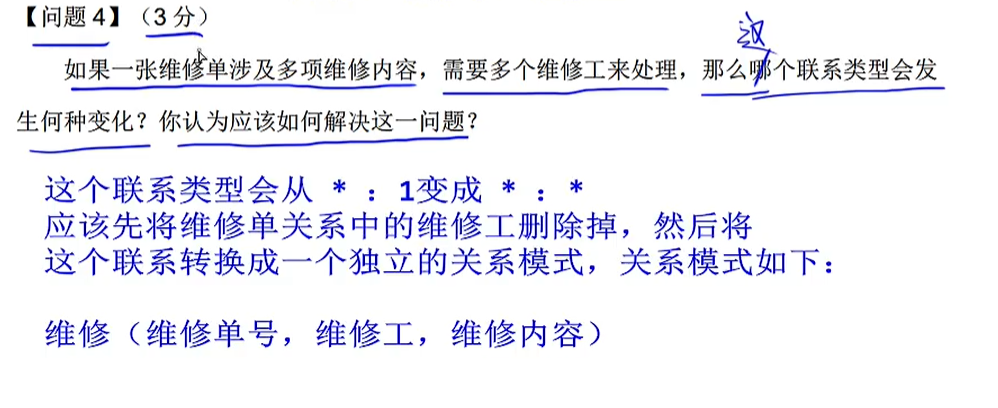 【问题 4】（3 分）
这
如果一张维修单涉及多项维修内容，需要多个维修工来处理，那么哪个联系类型会发
生何种变化？你认为应该如何解决这一问题？
这个联系类型会从 * : 1变成 * : *
应该先将维修单关系中的维修工删除掉，然后将
这个联系转换成一个独立的关系模式，关系模式如下：
维修（维修单号，维修工，维修内容）